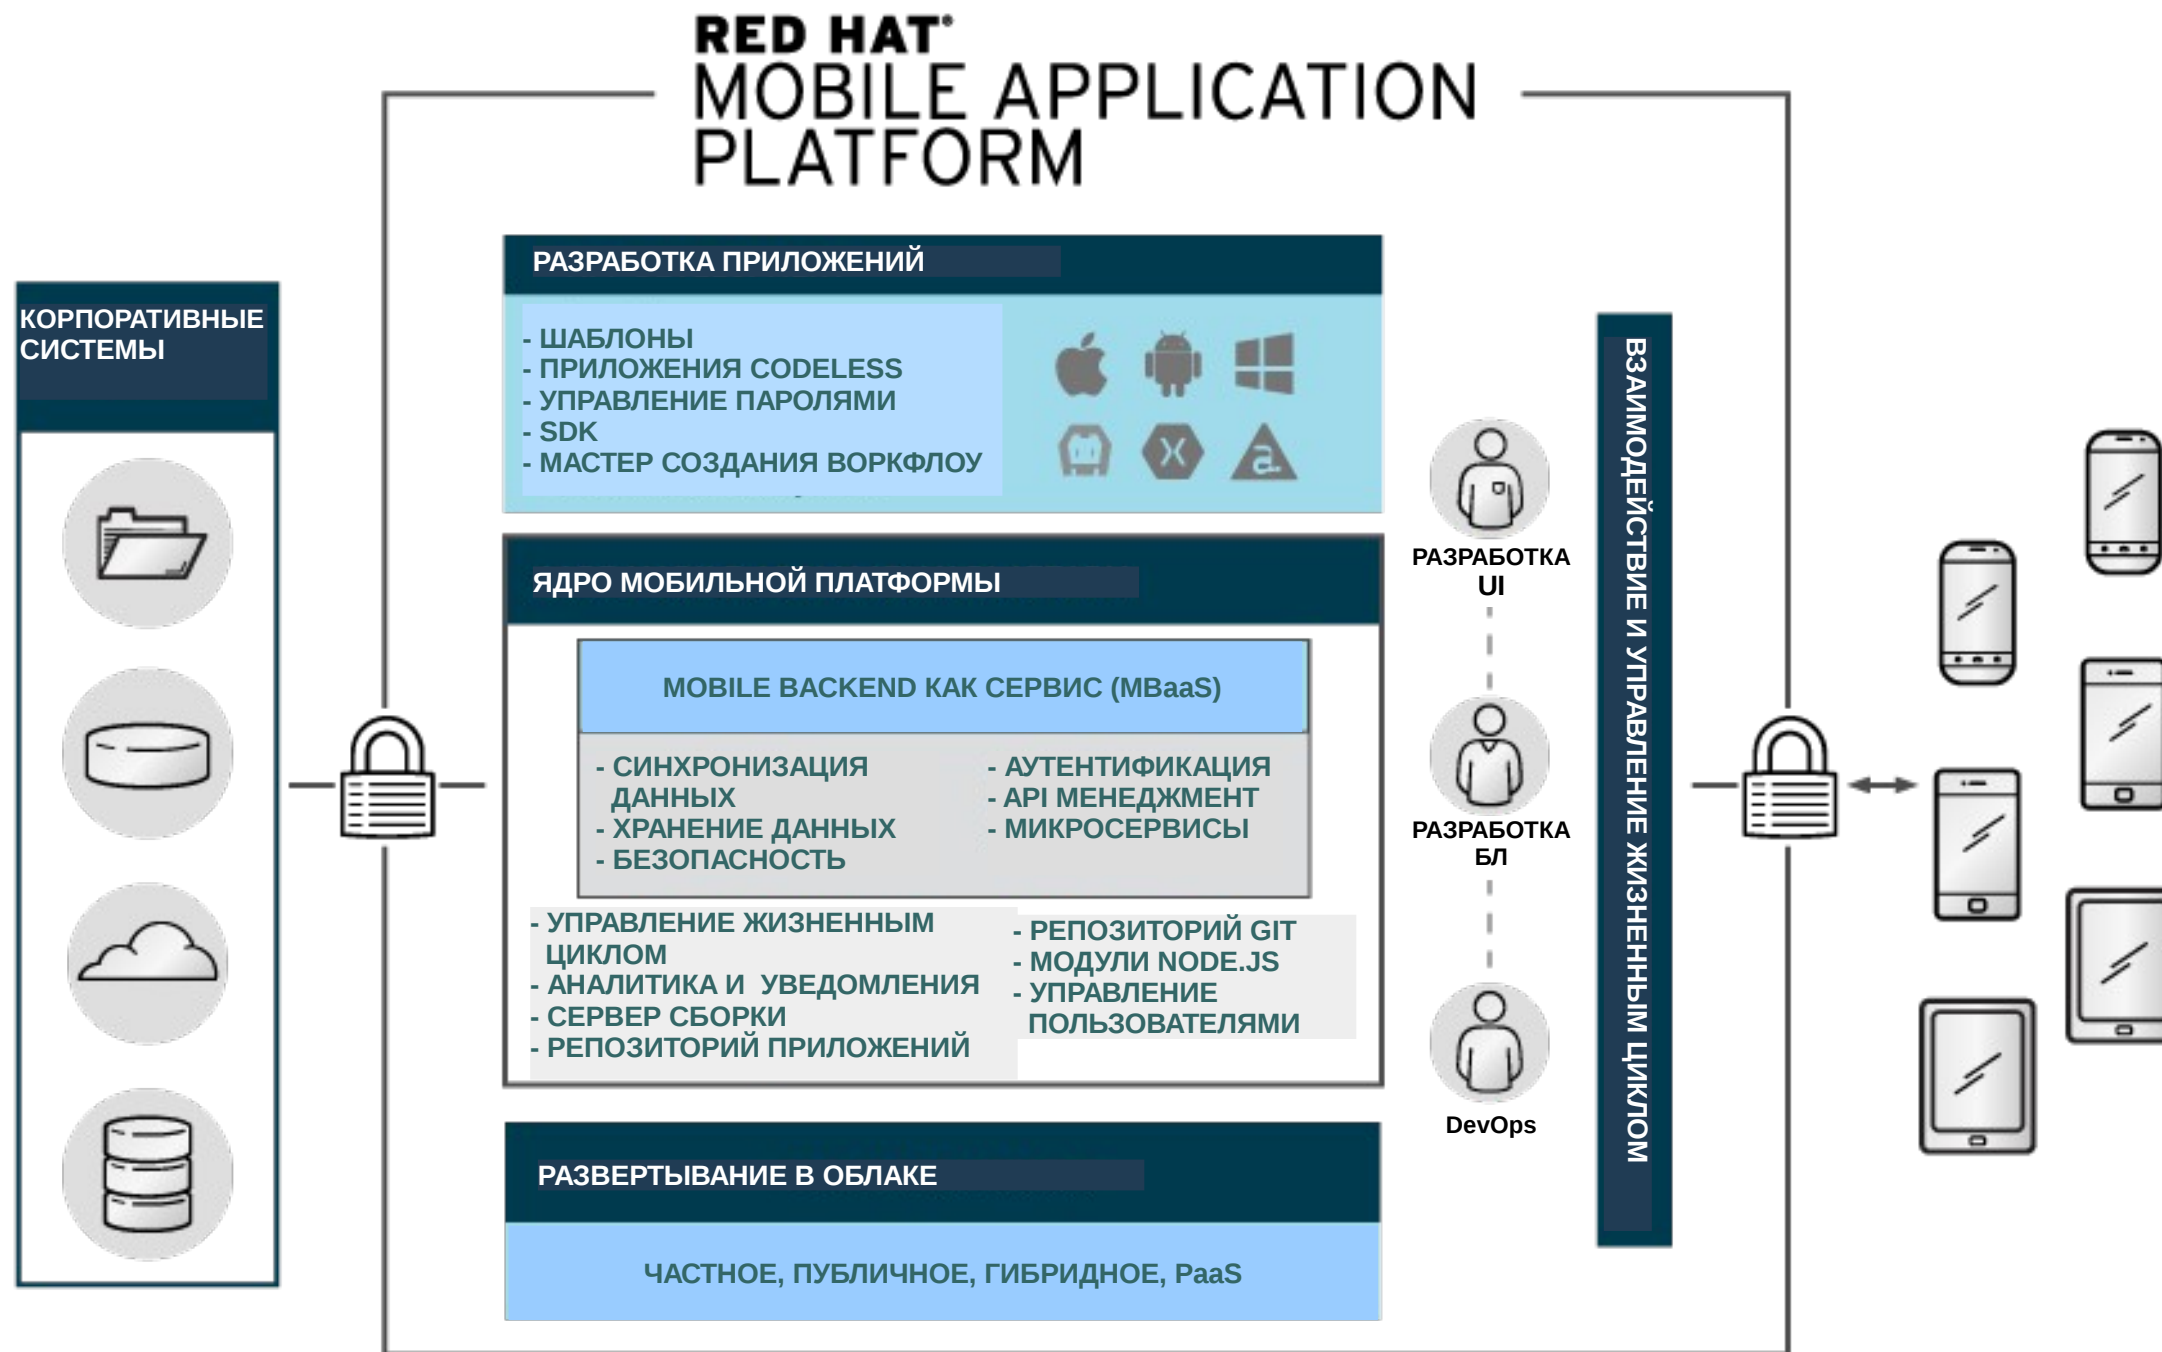 RED HAT®
MOBILE APPLICATION
PLATFORM
КОРПОРАТИВНЫЕ
СИСТЕМЫ
РАЗРАБОТКА ПРИЛОЖЕНИЙ
- ШАБЛОНЫ
- ПРИЛОЖЕНИЯ CODELESS
- УПРАВЛЕНИЕ ПАРОЛЯМИ
- SDK
- МАСТЕР СОЗДАНИЯ ВОРКФЛОУ
X
a
ЯДРО МОБИЛЬНОЙ ПЛАТФОРМЫ
MOBILE BACKEND КАК СЕРВИС (MBaaS)
- СИНХРОНИЗАЦИЯ
ДАННЫХ
- ХРАНЕНИЕ ДАННЫХ
- БЕЗОПАСНОСТЬ
- АУТЕНТИФИКАЦИЯ
- API МЕНЕДЖМЕНТ
- МИКРОСЕРВИСЫ
- УПРАВЛЕНИЕ ЖИЗНЕННЫМ
ЦИКЛОМ
- АНАЛИТИКА И УВЕДОМЛЕНИЯ
- СЕРВЕР СБОРКИ
- РЕПОЗИТОРИЙ ПРИЛОЖЕНИЙ
- РЕПОЗИТОРИЙ GIT
- МОДУЛИ NODE.JS
- УПРАВЛЕНИЕ
ПОЛЬЗОВАТЕЛЯМИ
РАЗВЕРТЫВАНИЕ В ОБЛАКЕ
ЧАСТНОЕ, ПУБЛИЧНОЕ, ГИБРИДНОЕ, PaaS
РАЗРАБОТКА
UI
РАЗРАБОТКА
БЛ
DevOps
ВЗАИМОДЕЙСТВИЕ И УПРАВЛЕНИЕ ЖИЗНЕННЫМ ЦИКЛОМ